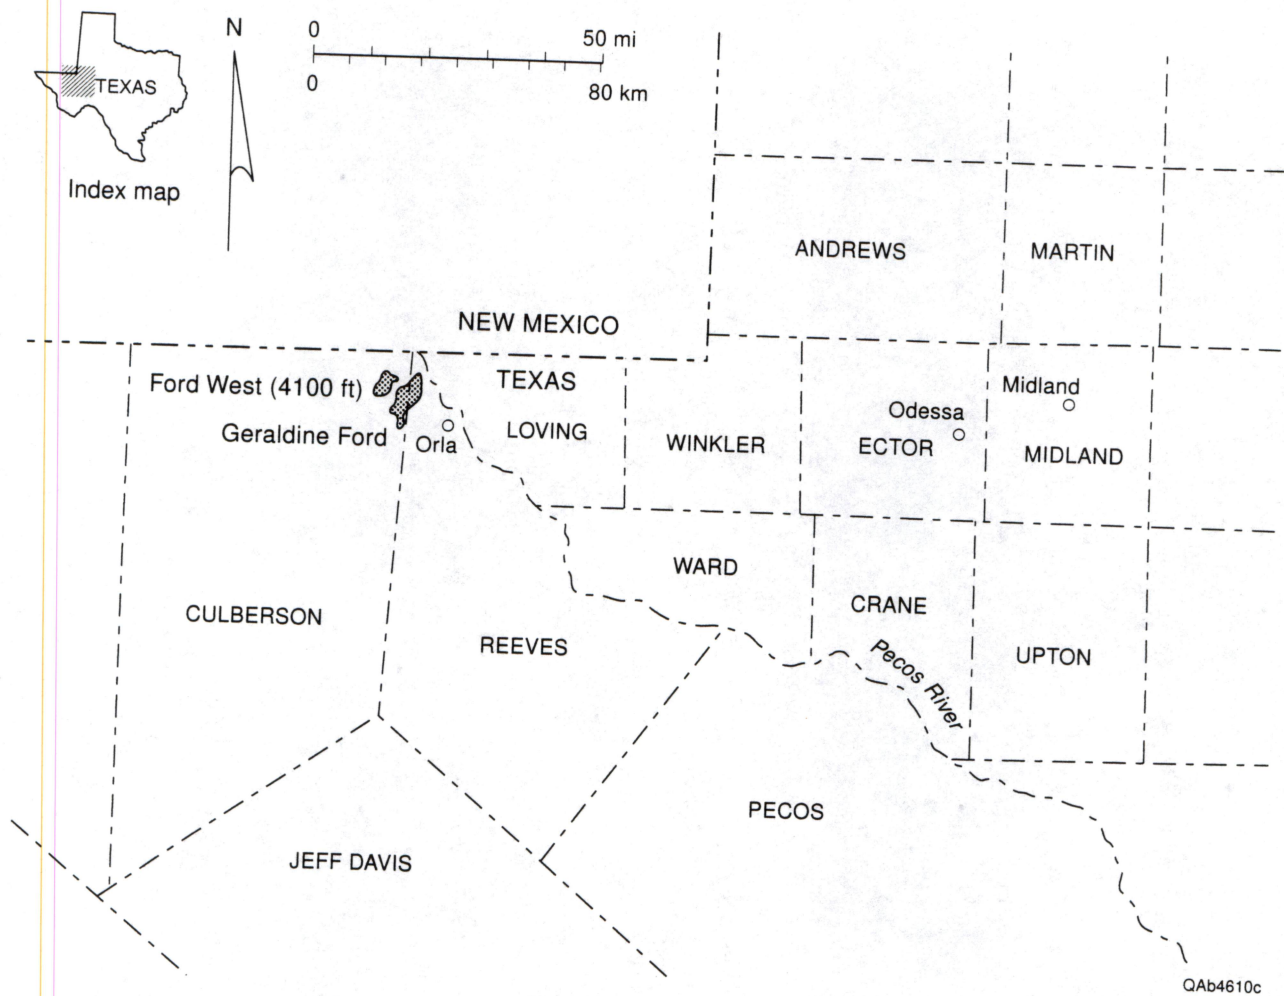 N
0
50 mi
0
80 km
TEXAS
Index map
ANDREWS
MARTIN
NEW MEXICO
TEXAS
Ford West (4100 ft)
Geraldine Ford
Orla
LOVING
WINKLER
Odessa
ECTOR
Midland
MIDLAND
WARD
CRANE
CULBERSON
REEVES
Pecos River
UPTON
PECOS
JEFF DAVIS
QAb4610c